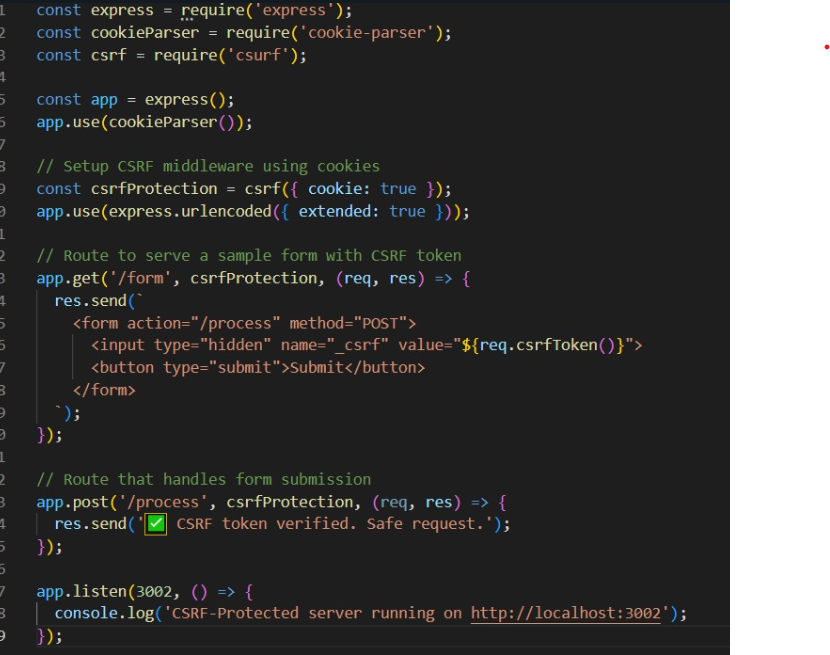 1 const express = require('express');
2 const cookieParser = require('cookie-parser');
3 const csrf = require('csurf');
4
5 const app = express();
6 app.use(cookieParser());
7
8 // Setup CSRF middleware using cookies
9 const csrfProtection = csrf({ cookie: true });
0 app.use(express.urlencoded({ extended: true }));
1
2 // Route to serve a sample form with CSRF token
3 app.get('/form', csrfProtection, (req, res) => {
4   res.send(`
5     <form action="/process" method="POST">
6       <input type="hidden" name="_csrf" value="${req.csrfToken()}">
7       <button type="submit">Submit</button>
8     </form>
9   `);
0 });
1
2 // Route that handles form submission
3 app.post('/process', csrfProtection, (req, res) => {
4   res.send('✅ CSRF token verified. Safe request.');
5 });
6
7 app.listen(3002, () => {
8   console.log('CSRF-Protected server running on http://localhost:3002');
9 });